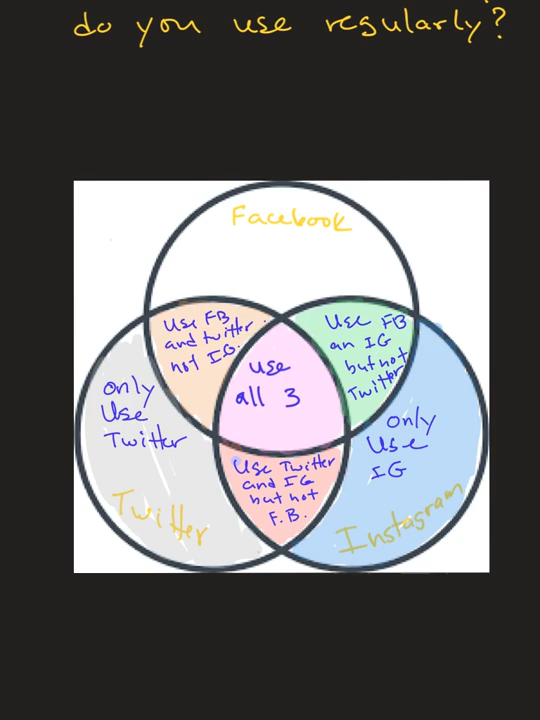 do you use regularly?
Facebook
Use FB
and twitter
not IG.
Use FB
an IG
but not
Twitter
use
all 3
only
Use
Twitter
only
Use
IG
Use Twitter
and IG
but not
F.B.
Twitter
Instagram